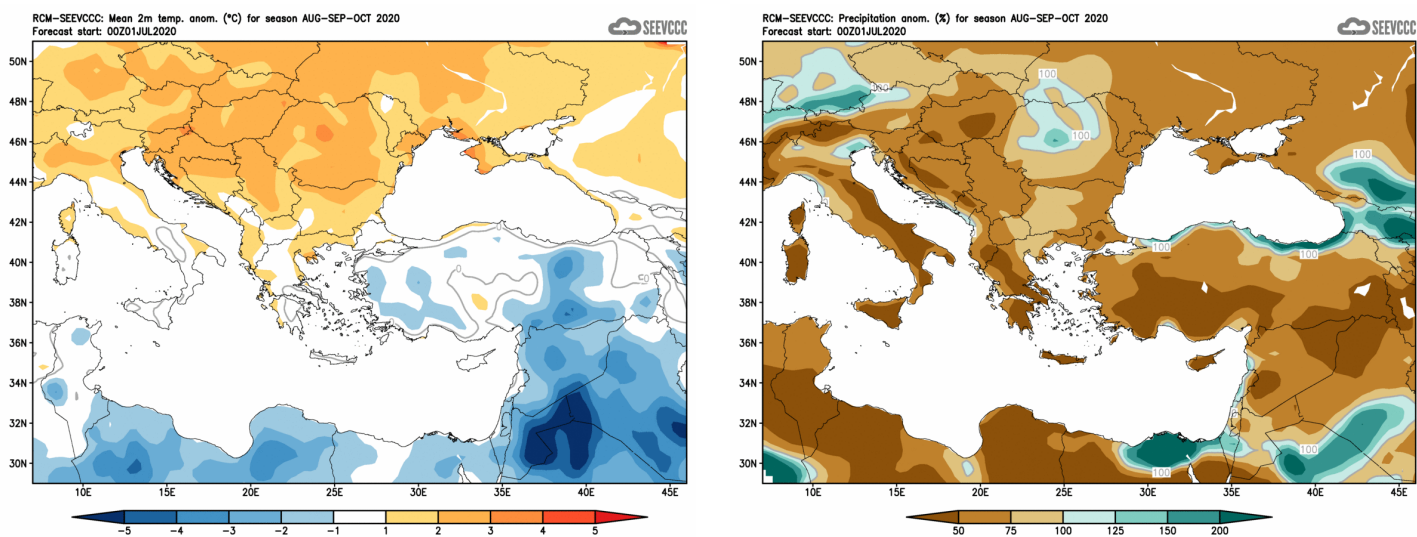 RCM-SEEVCCC: Mean 2m temp. anom. (°C) for season AUG-SEP-OCT 2020
Forecast start: 00Z01JUL2020
SEEVCCC
50N
48N
46N
44N
42N
40N
38N
36N
34N
32N
30N
0
0
10E
15E
20E
25E
30E
35E
40E
45E
-5
-4
-3
-2
-1
1
2
3
4
5
RCM-SEEVCCC: Precipitation anom. (%) for season AUG-SEP-OCT 2020
Forecast start: 00Z01JUL2020
SEEVCCC
50N
48N
46N
44N
42N
40N
38N
36N
34N
32N
30N
100
100
100
100
100
100
100
10E
15E
20E
25E
30E
35E
40E
45E
50
75
100
125
150
200